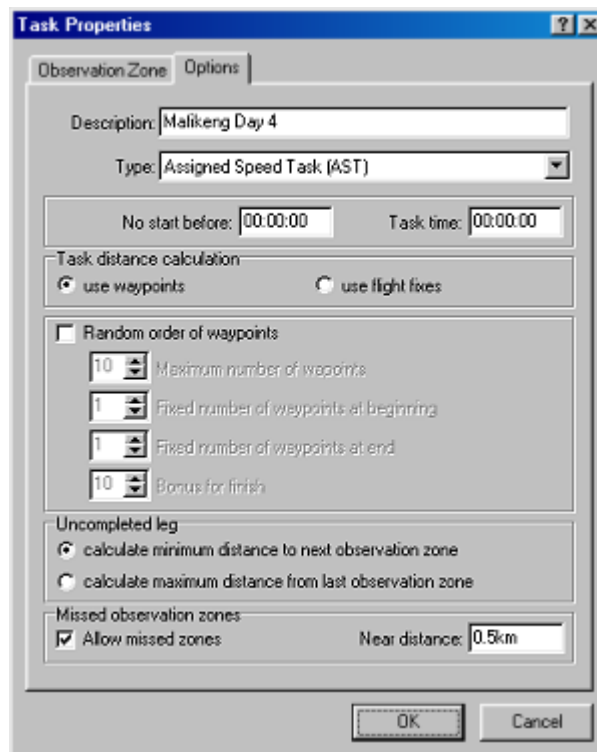 Task Properties
Observation Zone Options
Description: Malikeng Day 4
Type: Assigned Speed Task (AST)
No start before: 00:00:00 Task time: 00:00:00
Task distance calculation
use waypoints use flight fixes
Random order of waypoints
10 Maximum number of wapoints
1 Fixed number of waypoints at beginning
1 Fixed number of waypoints at end
10 Bonus for finish
Uncompleted leg
calculate minimum distance to next observation zone
calculate maximum distance from last observation zone
Missed observation zones
Allow missed zones Near distance: 0.5km
OK Cancel